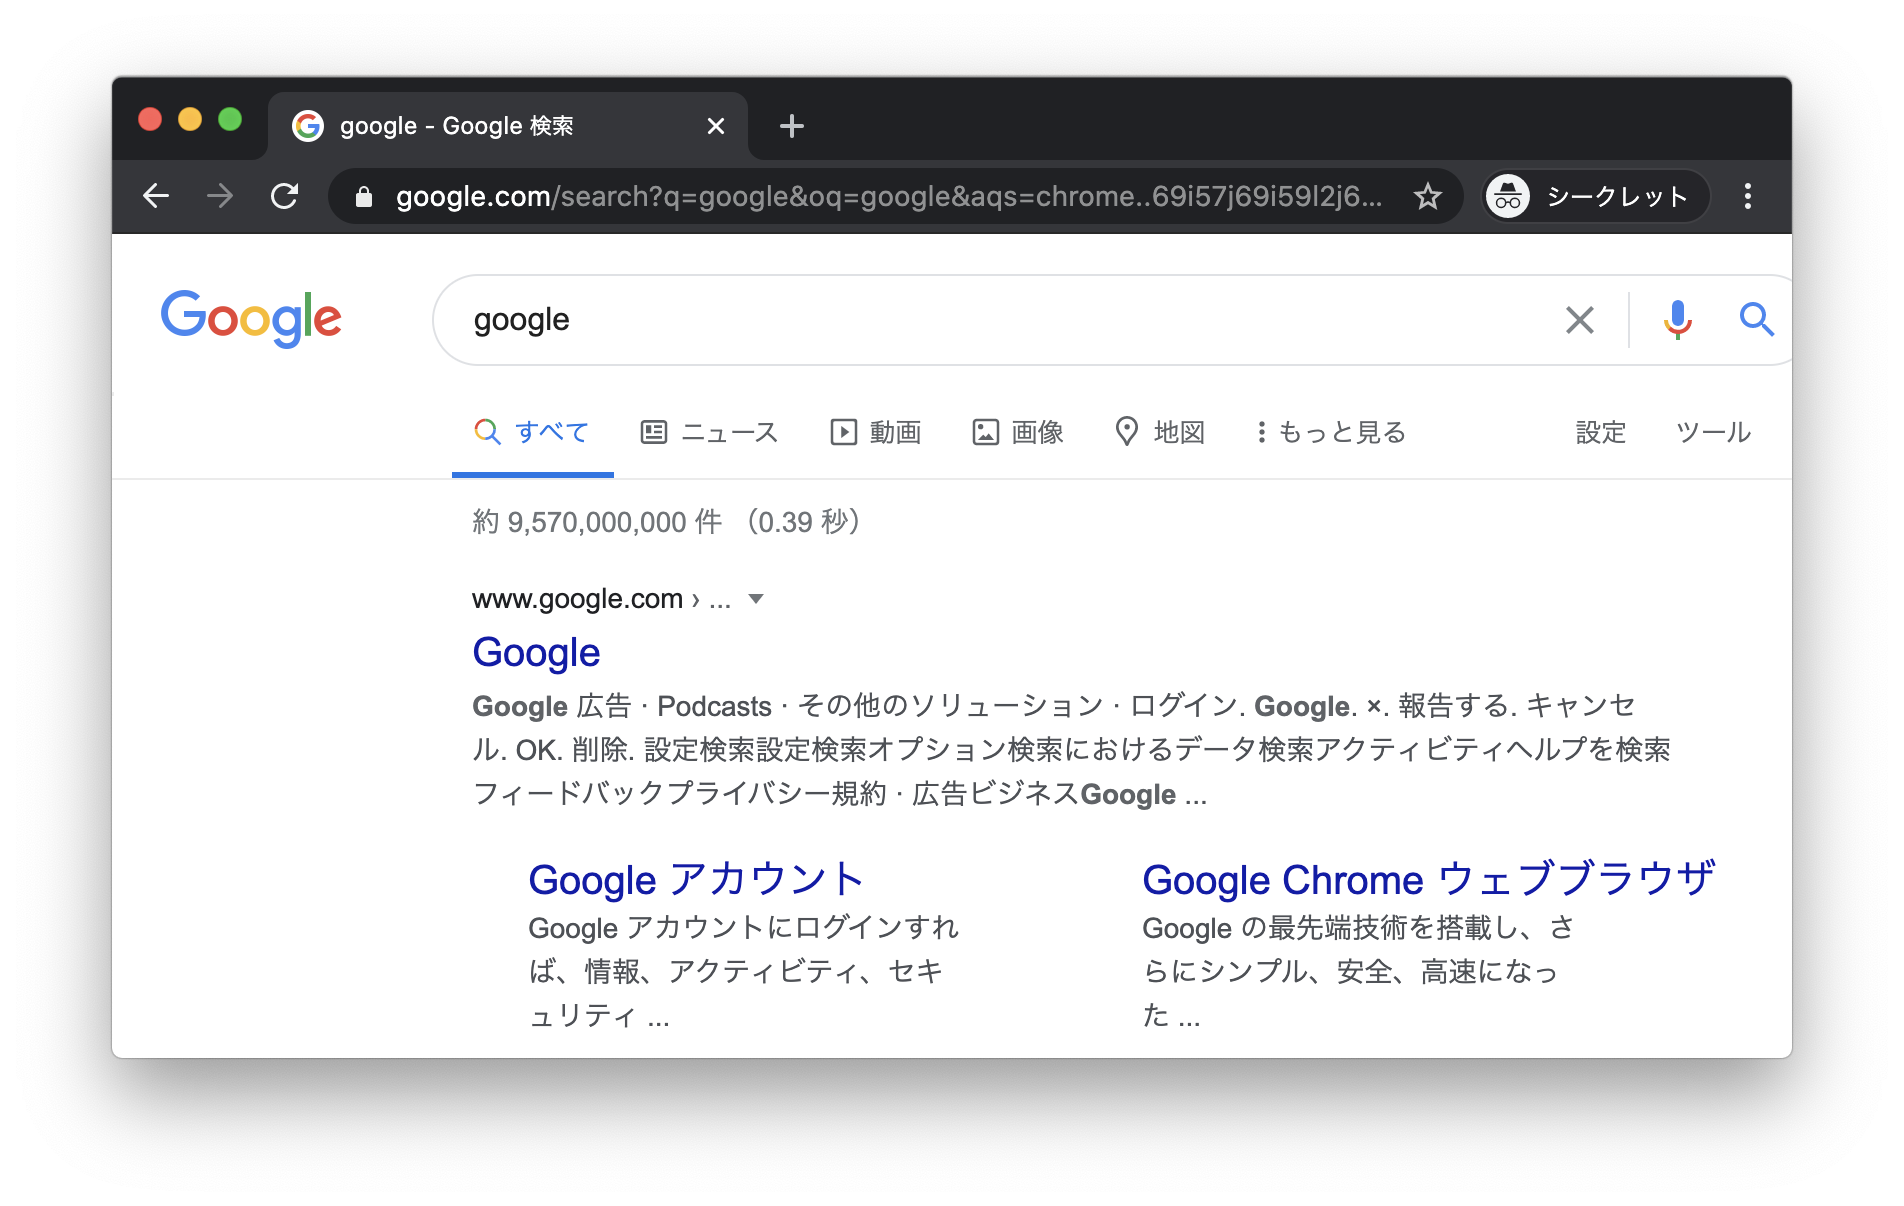 google - Google 検索
google.com/search?q=google&oq=google&aqs=chrome..69i57j69i59l2j6...
シークレット
Google
google
すべて
ニュース
動画
画像
地図
もっと見る
設定
ツール
約 9,570,000,000 件 （0.39 秒）
www.google.com › ...
Google
Google 広告 · Podcasts · その他のソリューション · ログイン. Google. ×. 報告する. キャンセ
ル. OK. 削除. 設定検索設定検索オプション検索におけるデータ検索アクティビティヘルプを検索
フィードバックプライバシー規約 · 広告ビジネスGoogle ...
Google アカウント
Google アカウントにログインすれ
ば、情報、アクティビティ、セキ
ュリティ ...
Google Chrome ウェブブラウザ
Google の最先端技術を搭載し、さ
らにシンプル、安全、高速になっ
た ...